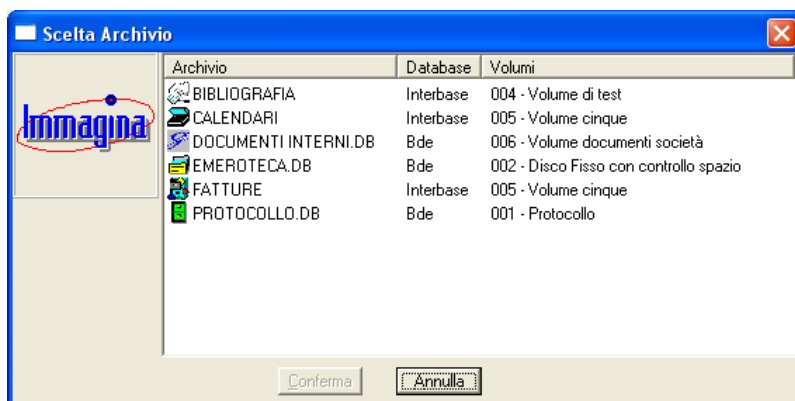 Scelta Archivio
Immagina
Archivio Database Volumi
BIBLIOGRAFIA Interbase 004 - Volume di test
CALENDARI Interbase 005 - Volume cinque
DOCUMENTI INTERNI.DB Bde 006 - Volume documenti società
EMEROTECA.DB Bde 002 - Disco Fisso con controllo spazio
FATTURE Interbase 005 - Volume cinque
PROTOCOLLO.DB Bde 001 - Protocollo
Conferma Annulla